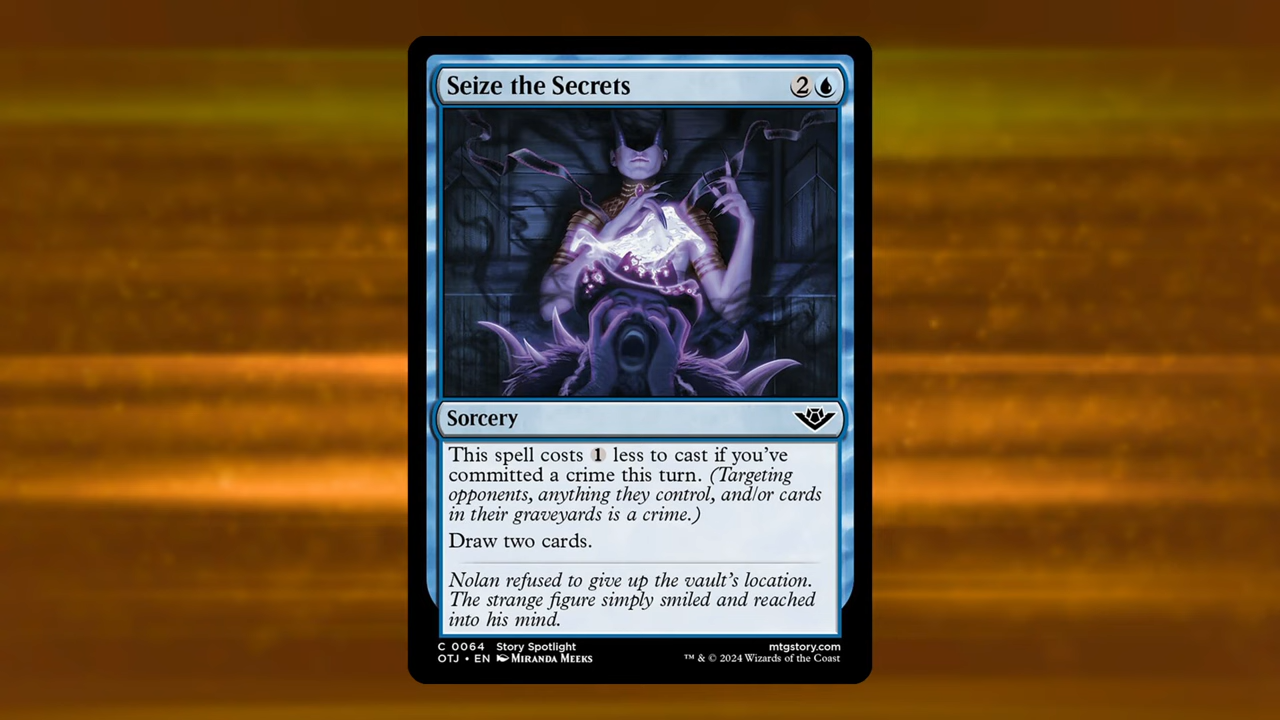 Seize the Secrets 2
Sorcery
This spell costs 1 less to cast if you've
committed a crime this turn. (Targeting
opponents, anything they control, and/or cards
in their graveyards is a crime.)
Draw two cards.
Nolan refused to give up the vault's location.
The strange figure simply smiled and reached
into his mind.
C 0064 Story Spotlight
mtgstory.com
OTJ • EN Miranda Meeks
™ & © 2024 Wizards of the Coast